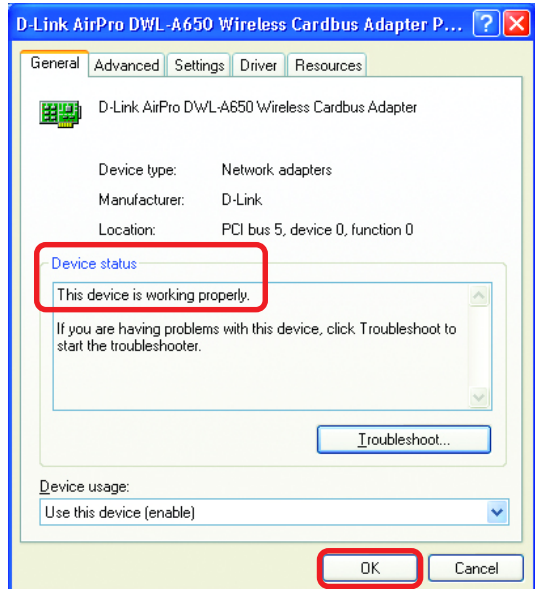 D-Link AirPro DWL-A650 Wireless Cardbus Adapter P...
General Advanced Settings Driver Resources
D-Link AirPro DWL-A650 Wireless Cardbus Adapter
Device type: Network adapters
Manufacturer: D-Link
Location: PCI bus 5, device 0, function 0
Device status
This device is working properly.
If you are having problems with this device, click Troubleshoot to
start the troubleshooter.
Troubleshoot...
Device usage:
Use this device (enable)
OK Cancel